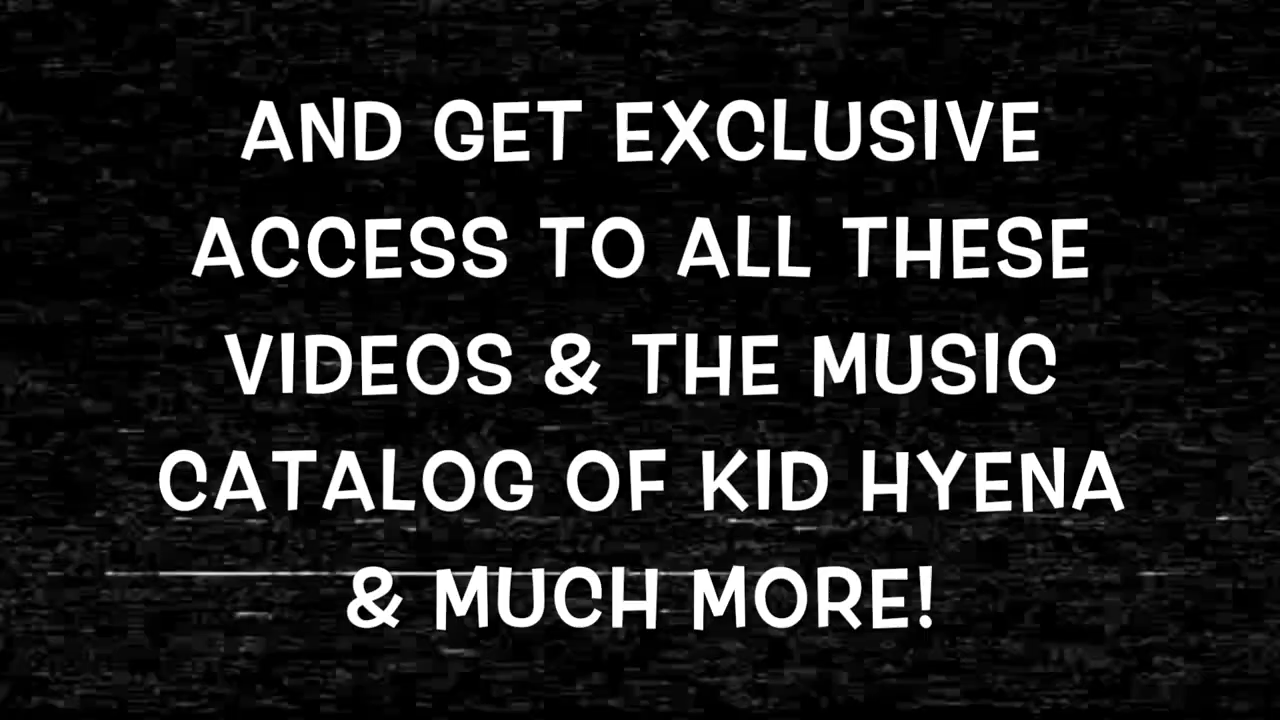 AND GET EXCLUSIVE
ACCESS TO ALL THESE
VIDEOS & THE MUSIC
CATALOG OF KID HYENA
& MUCH MORE!